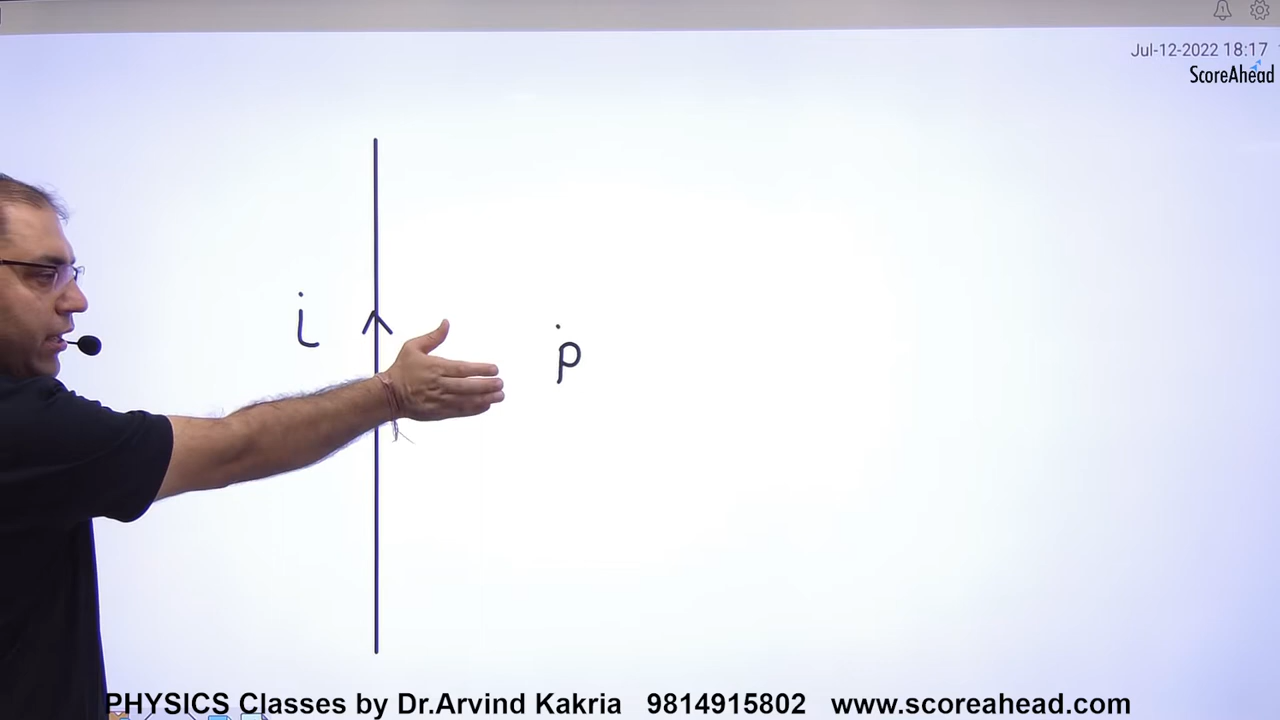 Jul-12-2022 18:17
ScoreAhead
i
p
PHYSICS Classes by Dr.Arvind Kakria 9814915802 www.scoreahead.com